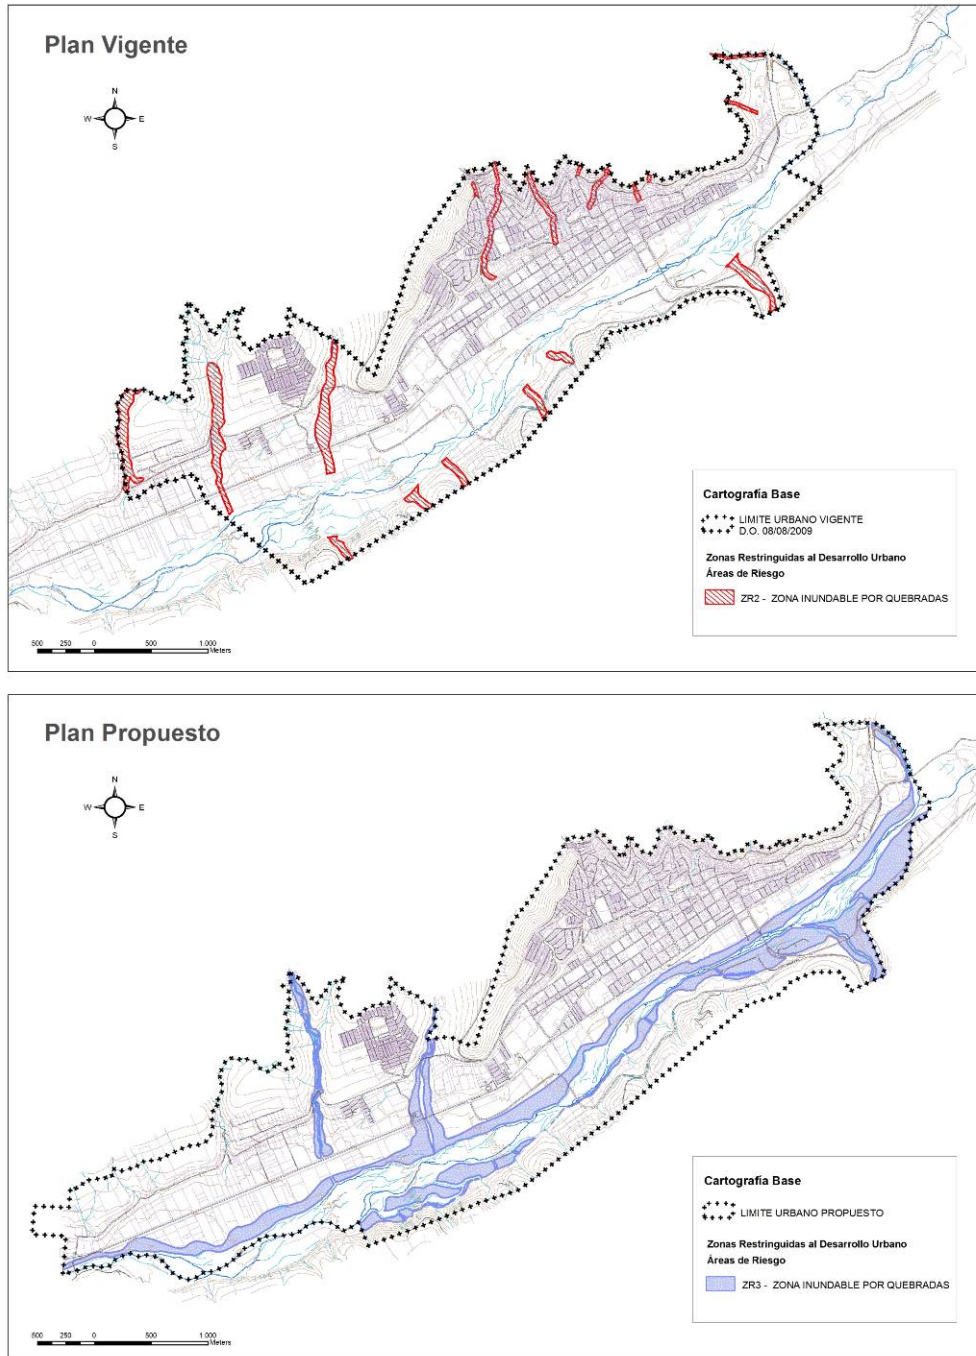 Plan Vigente
N
W E
S
Cartografía Base
LIMITE URBANO VIGENTE
D.O. 08/08/2009
Zonas Restringuidas al Desarrollo Urbano
Áreas de Riesgo
ZR2 - ZONA INUNDABLE POR QUEBRADAS
500 250 0 500 1.000
Meters
Plan Propuesto
N
W E
S
Cartografía Base
LIMITE URBANO PROPUESTO
Zonas Restringuidas al Desarrollo Urbano
Áreas de Riesgo
ZR3 - ZONA INUNDABLE POR QUEBRADAS
500 250 0 500 1.000
Meters